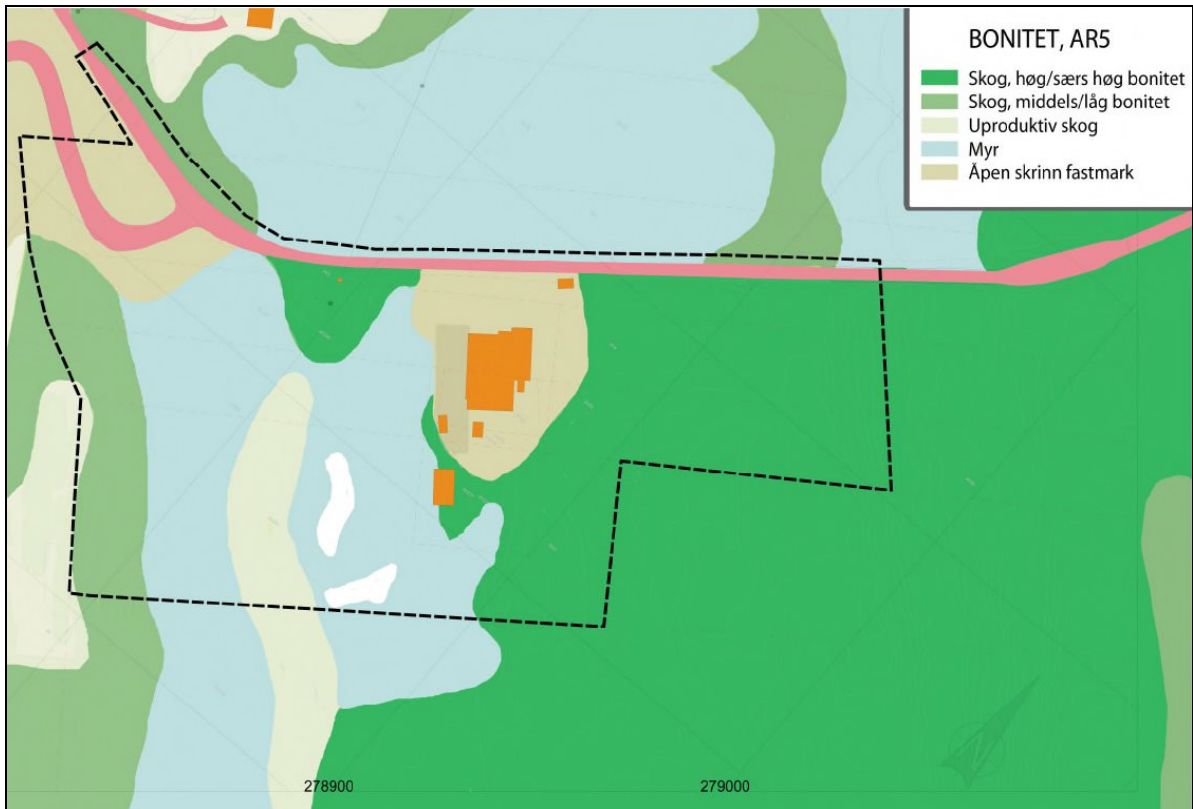 BONITET, AR5
Skog, høg/særs høg bonitet
Skog, middels/låg bonitet
Uproduktiv skog
Myr
Åpen skrinn fastmark
N
278900
279000